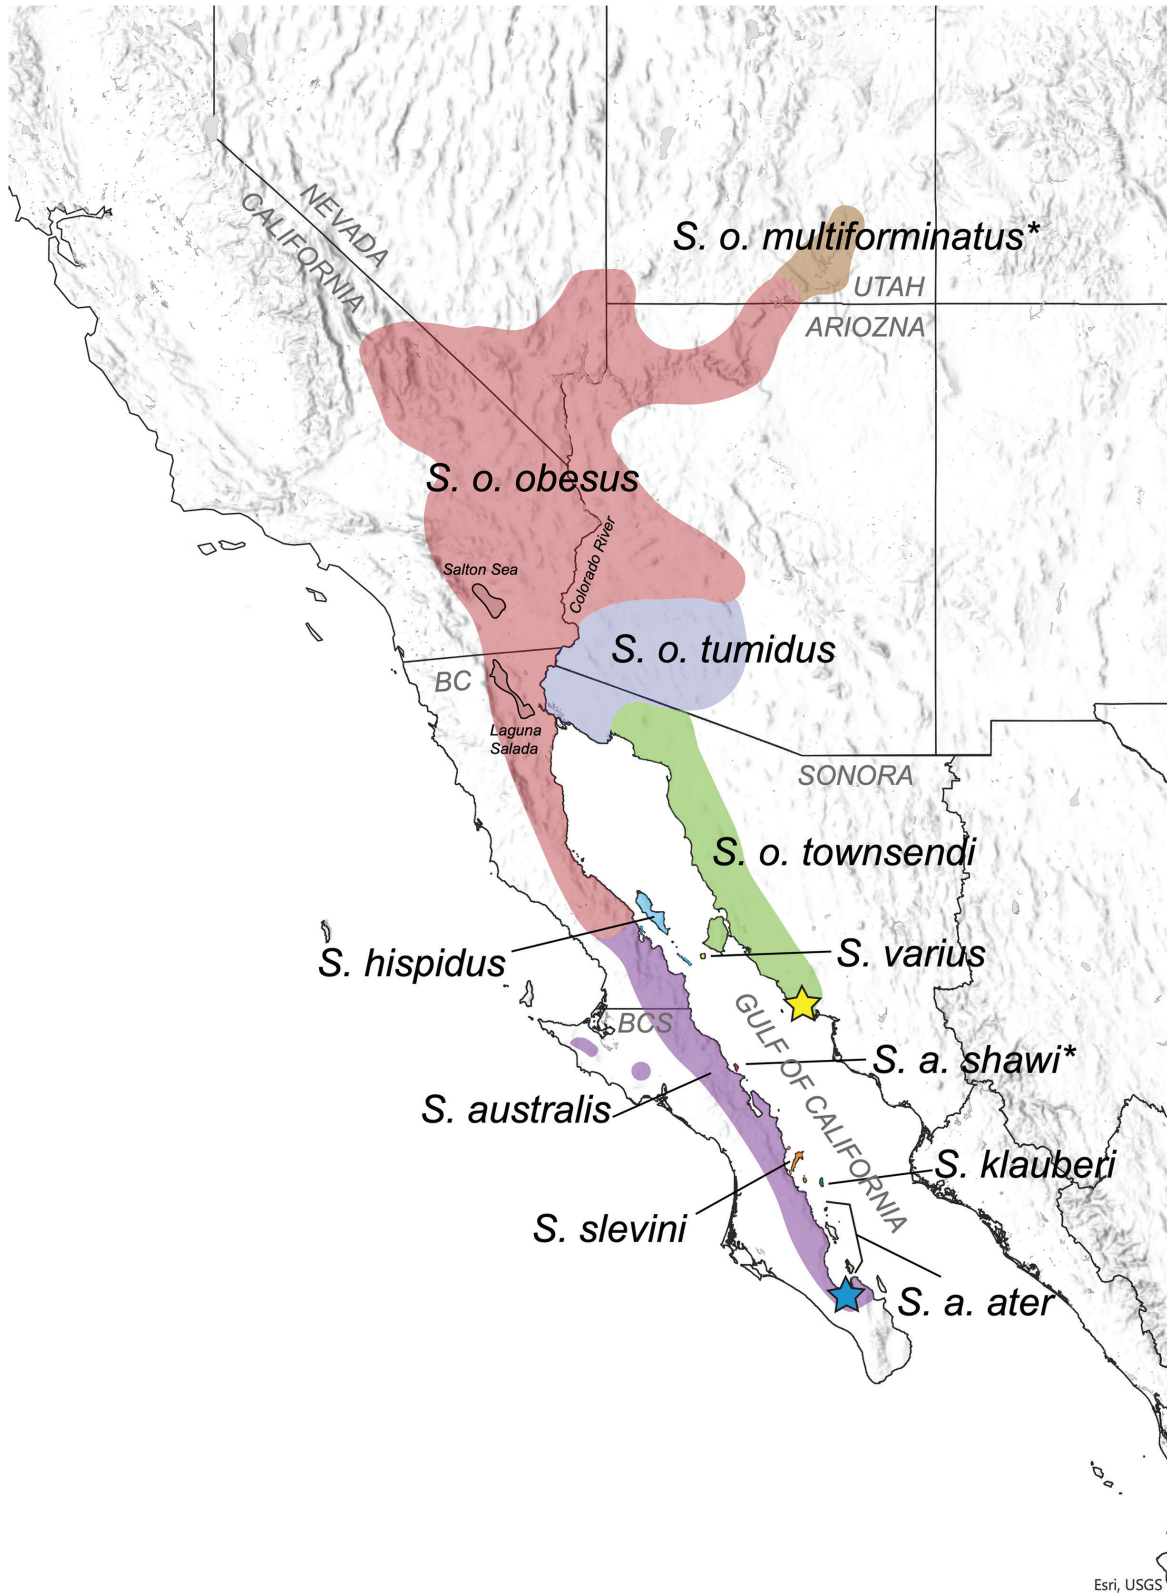 NEVADA
CALIFORNIA
S. o. multiforminatus*
UTAH
ARIOZNA
S. o. obesus
Colorado River
Salton Sea
S. o. tumidus
BC
Laguna
Salada
SONORA
S. o. townsendi
S. hispidus
S. varius
BCS
GULF OF CALIFORNIA
S. a. shawi*
S. australis
S. klauberi
S. slevini
S. a. ater
Esri, USGS